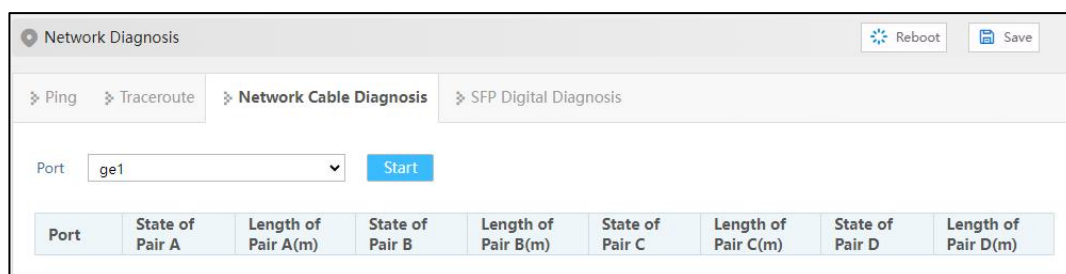 Network Diagnosis Reboot Save
Ping Traceroute Network Cable Diagnosis SFP Digital Diagnosis
Port ge1 Start
Port State of Pair A Length of Pair A(m) State of Pair B Length of Pair B(m) State of Pair C Length of Pair C(m) State of Pair D Length of Pair D(m)